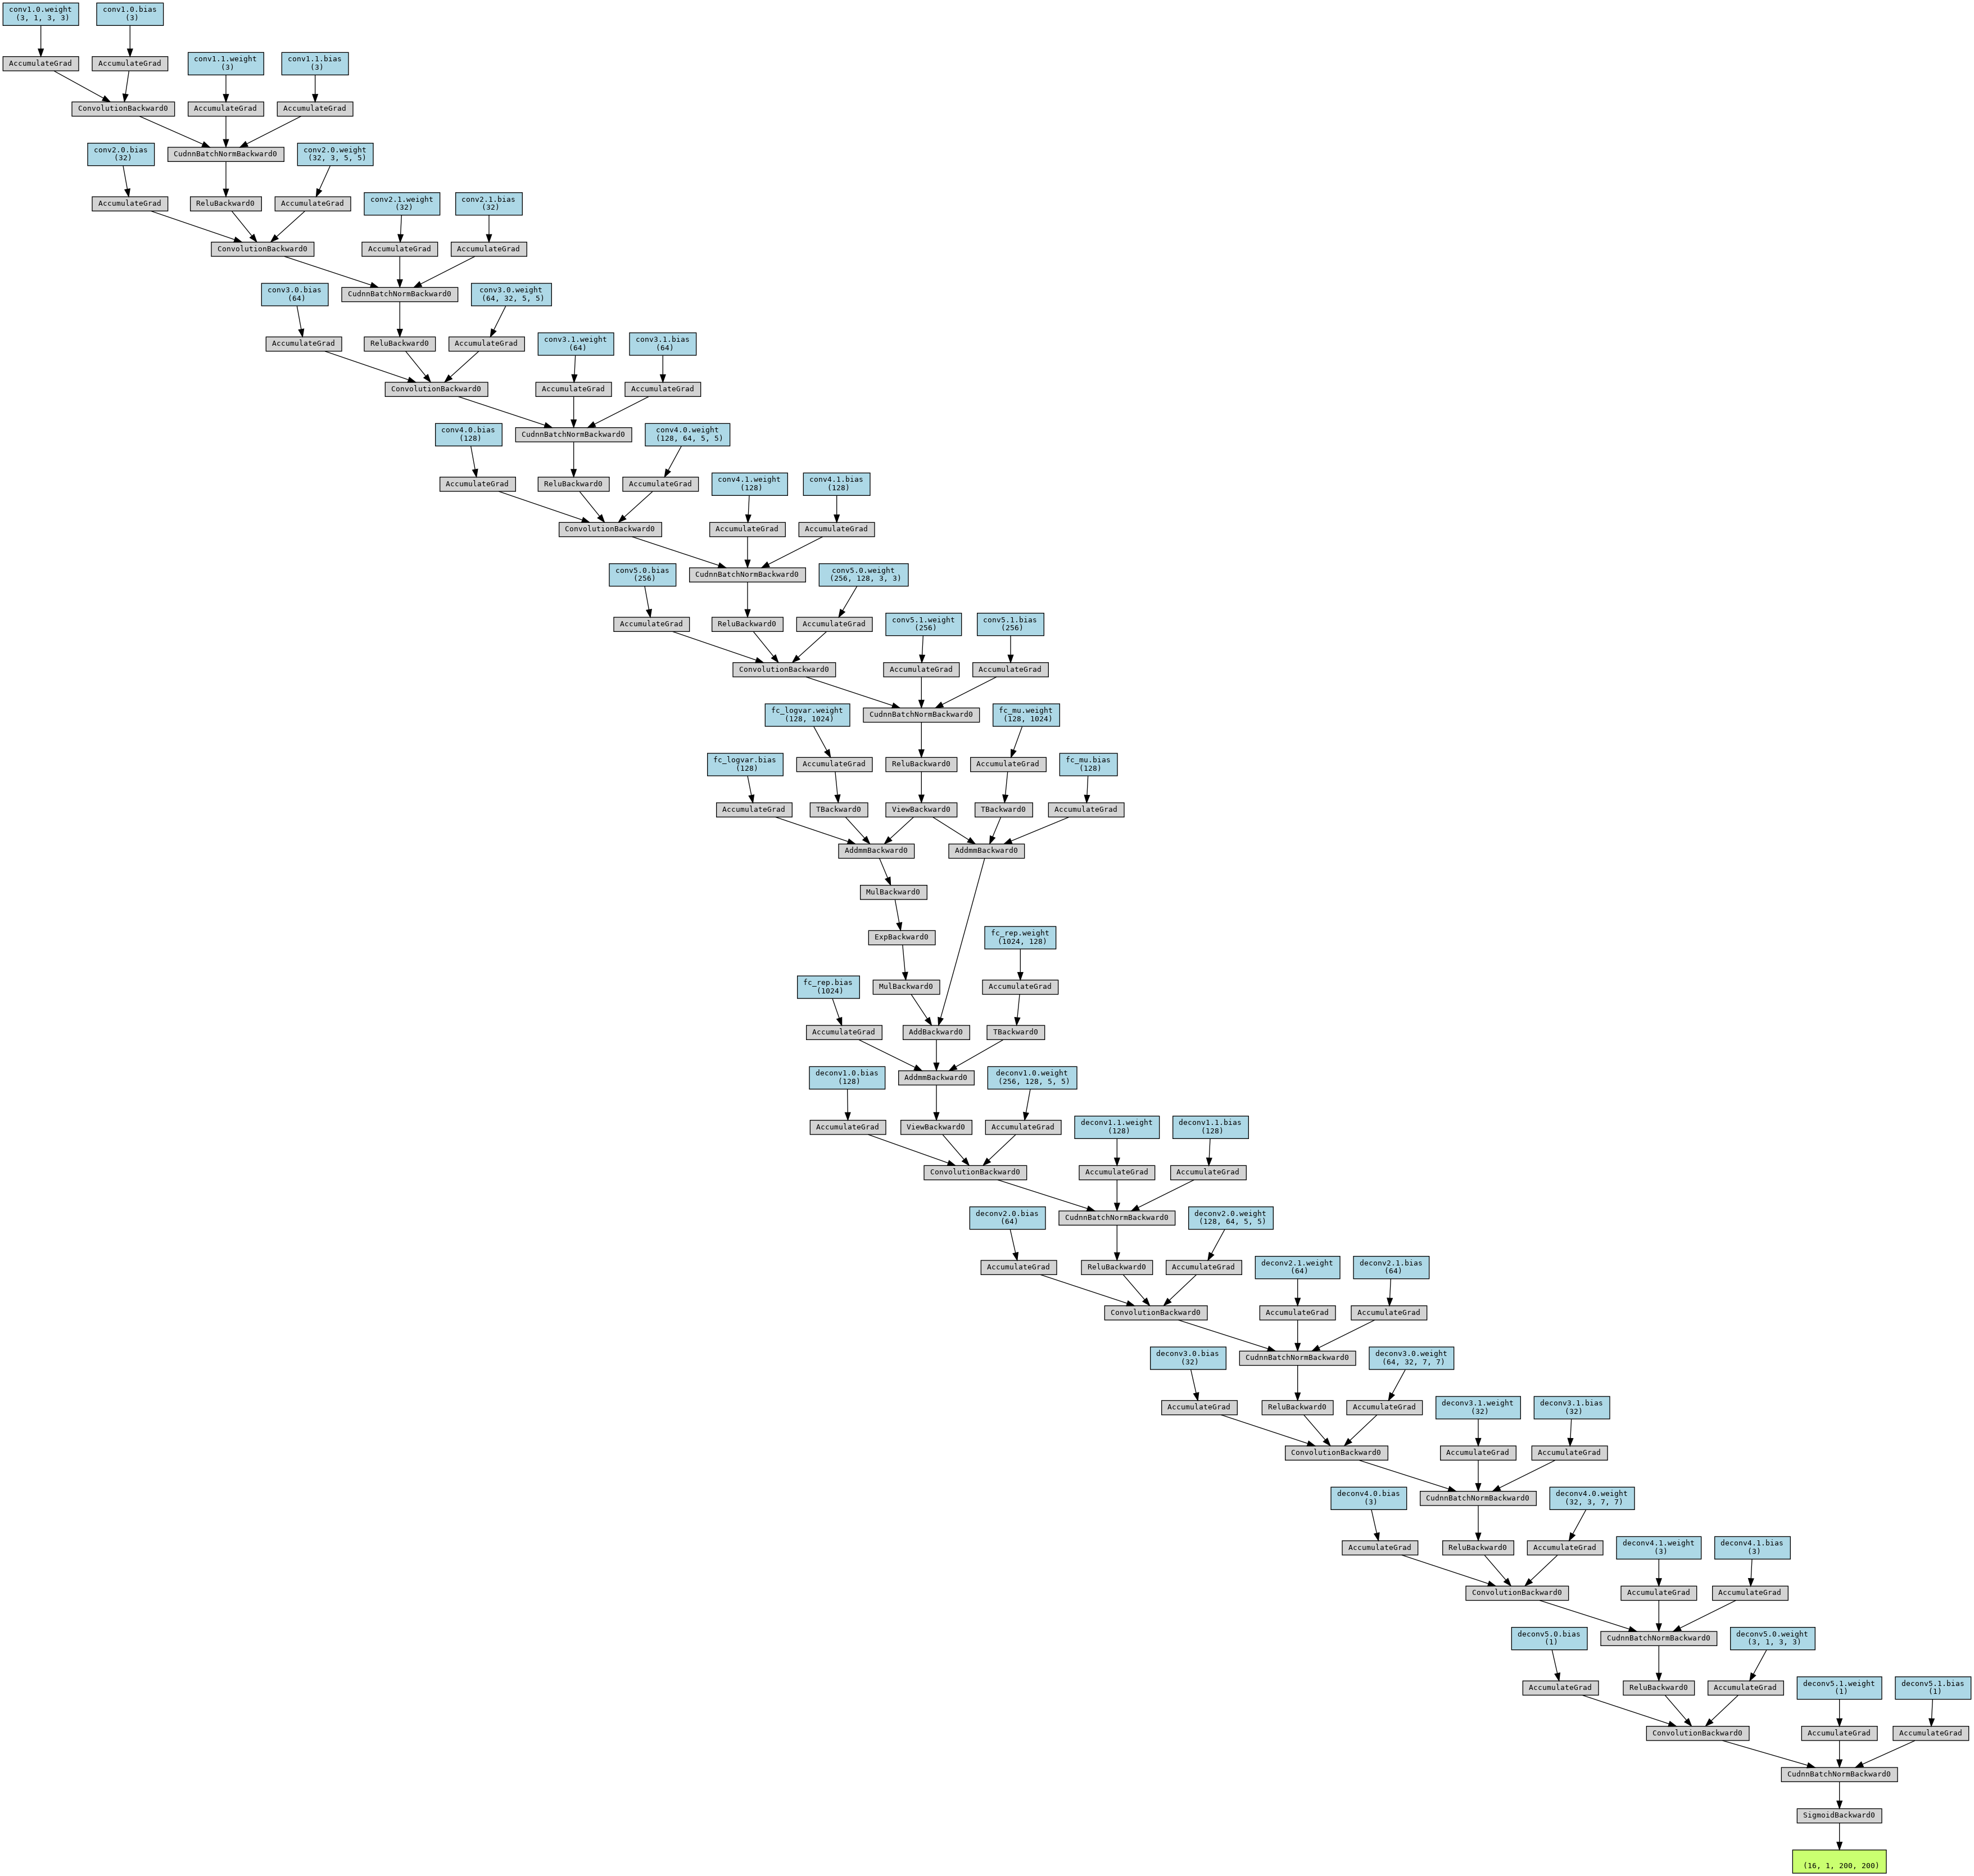 conv1.0.weight
(3, 1, 3, 3)
conv1.0.bias
(3)
AccumulateGrad
AccumulateGrad
conv1.1.weight
(3)
conv1.1.bias
(3)
ConvolutionBackward0
AccumulateGrad
AccumulateGrad
conv2.0.bias
(32)
CudnnBatchNormBackward0
conv2.0.weight
(32, 3, 5, 5)
AccumulateGrad
ReluBackward0
AccumulateGrad
conv2.1.weight
(32)
conv2.1.bias
(32)
ConvolutionBackward0
AccumulateGrad
AccumulateGrad
conv3.0.bias
(64)
CudnnBatchNormBackward0
conv3.0.weight
(64, 32, 5, 5)
AccumulateGrad
ReluBackward0
AccumulateGrad
conv3.1.weight
(64)
conv3.1.bias
(64)
ConvolutionBackward0
AccumulateGrad
AccumulateGrad
conv4.0.bias
(128)
CudnnBatchNormBackward0
conv4.0.weight
(128, 64, 5, 5)
AccumulateGrad
ReluBackward0
AccumulateGrad
conv4.1.weight
(128)
conv4.1.bias
(128)
ConvolutionBackward0
AccumulateGrad
AccumulateGrad
conv5.0.bias
(256)
CudnnBatchNormBackward0
conv5.0.weight
(256, 128, 3, 3)
AccumulateGrad
ReluBackward0
AccumulateGrad
conv5.1.weight
(256)
conv5.1.bias
(256)
ConvolutionBackward0
AccumulateGrad
AccumulateGrad
fc_logvar.weight
(128, 1024)
CudnnBatchNormBackward0
fc_mu.weight
(128, 1024)
fc_logvar.bias
(128)
AccumulateGrad
ReluBackward0
AccumulateGrad
fc_mu.bias
(128)
AccumulateGrad
TBackward0
ViewBackward0
TBackward0
AccumulateGrad
AddmmBackward0
AddmmBackward0
MulBackward0
ExpBackward0
fc_rep.weight
(1024, 128)
fc_rep.bias
(1024)
MulBackward0
AccumulateGrad
AccumulateGrad
AddBackward0
TBackward0
deconv1.0.bias
(128)
AddmmBackward0
deconv1.0.weight
(256, 128, 5, 5)
AccumulateGrad
ViewBackward0
AccumulateGrad
deconv1.1.weight
(128)
deconv1.1.bias
(128)
ConvolutionBackward0
AccumulateGrad
AccumulateGrad
deconv2.0.bias
(64)
CudnnBatchNormBackward0
deconv2.0.weight
(128, 64, 5, 5)
AccumulateGrad
ReluBackward0
AccumulateGrad
deconv2.1.weight
(64)
deconv2.1.bias
(64)
ConvolutionBackward0
AccumulateGrad
AccumulateGrad
deconv3.0.bias
(32)
CudnnBatchNormBackward0
deconv3.0.weight
(64, 32, 7, 7)
AccumulateGrad
ReluBackward0
AccumulateGrad
deconv3.1.weight
(32)
deconv3.1.bias
(32)
ConvolutionBackward0
AccumulateGrad
AccumulateGrad
deconv4.0.bias
(3)
CudnnBatchNormBackward0
deconv4.0.weight
(32, 3, 7, 7)
AccumulateGrad
ReluBackward0
AccumulateGrad
deconv4.1.weight
(3)
deconv4.1.bias
(3)
ConvolutionBackward0
AccumulateGrad
AccumulateGrad
deconv5.0.bias
(1)
CudnnBatchNormBackward0
deconv5.0.weight
(3, 1, 3, 3)
AccumulateGrad
ReluBackward0
AccumulateGrad
deconv5.1.weight
(1)
deconv5.1.bias
(1)
ConvolutionBackward0
AccumulateGrad
AccumulateGrad
CudnnBatchNormBackward0
SigmoidBackward0
(16, 1, 200, 200)